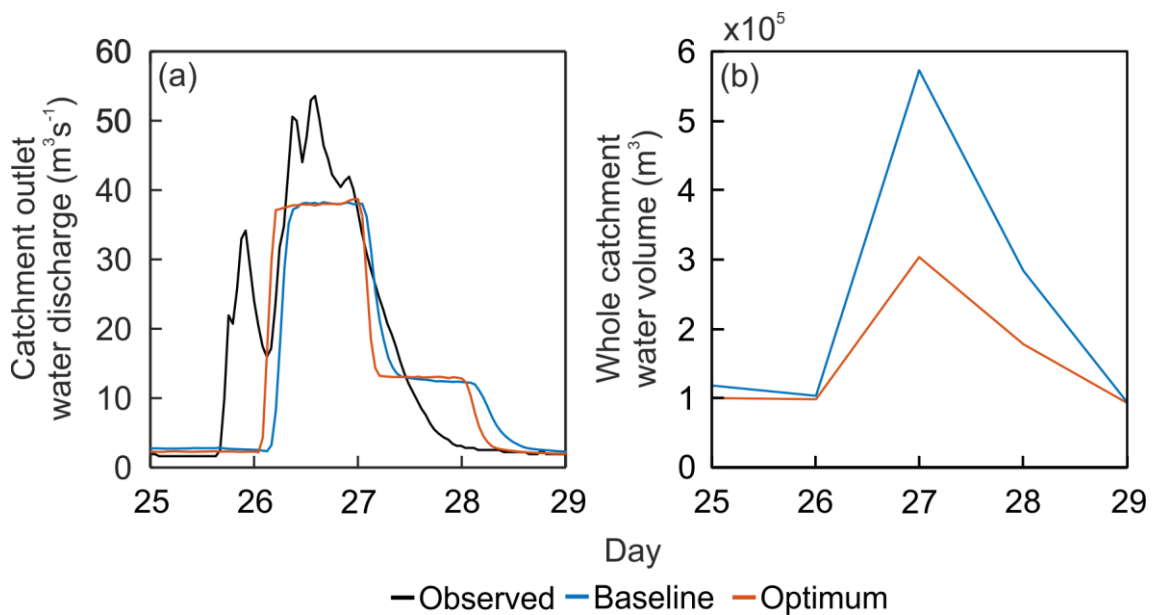 x10⁵
60
50
40
30
20
10
0
(a)
Catchment outlet
water discharge (m³s⁻¹)
25
26
27
28
29
6
5
4
3
2
1
0
(b)
Whole catchment
water volume (m³)
25
26
27
28
29
Day
Observed
Baseline
Optimum